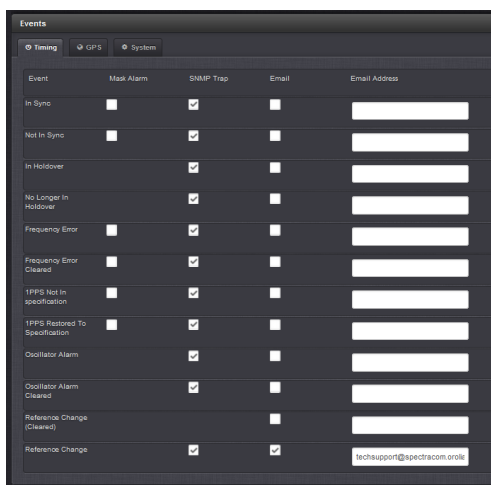 Events
Timing GPS System
Event Mask Alarm SNMP Trap Email Email Address
In Sync
Not In Sync
In Holdover
No Longer In
Holdover
Frequency Error
Frequency Error
Cleared
1PPS Not In
specification
1PPS Restored To
Specification
Oscillator Alarm
Oscillator Alarm
Cleared
Reference Change
(Cleared)
Reference Change
techsupport@spectracom.orolia